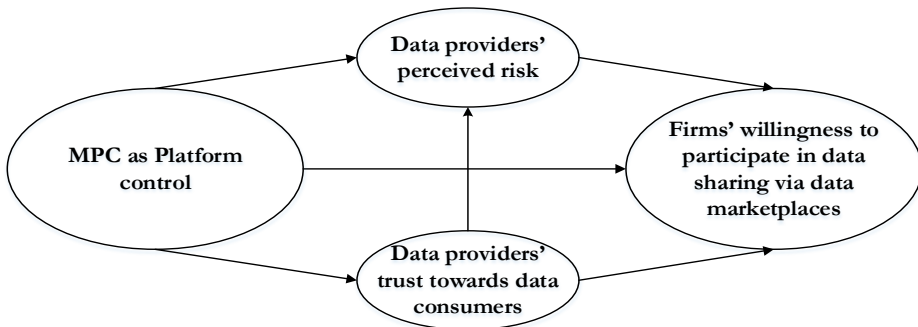 Data providers’
perceived risk
MPC as Platform
control
Firms’ willingness to
participate in data
sharing via data
marketplaces
Data providers’
trust towards data
consumers